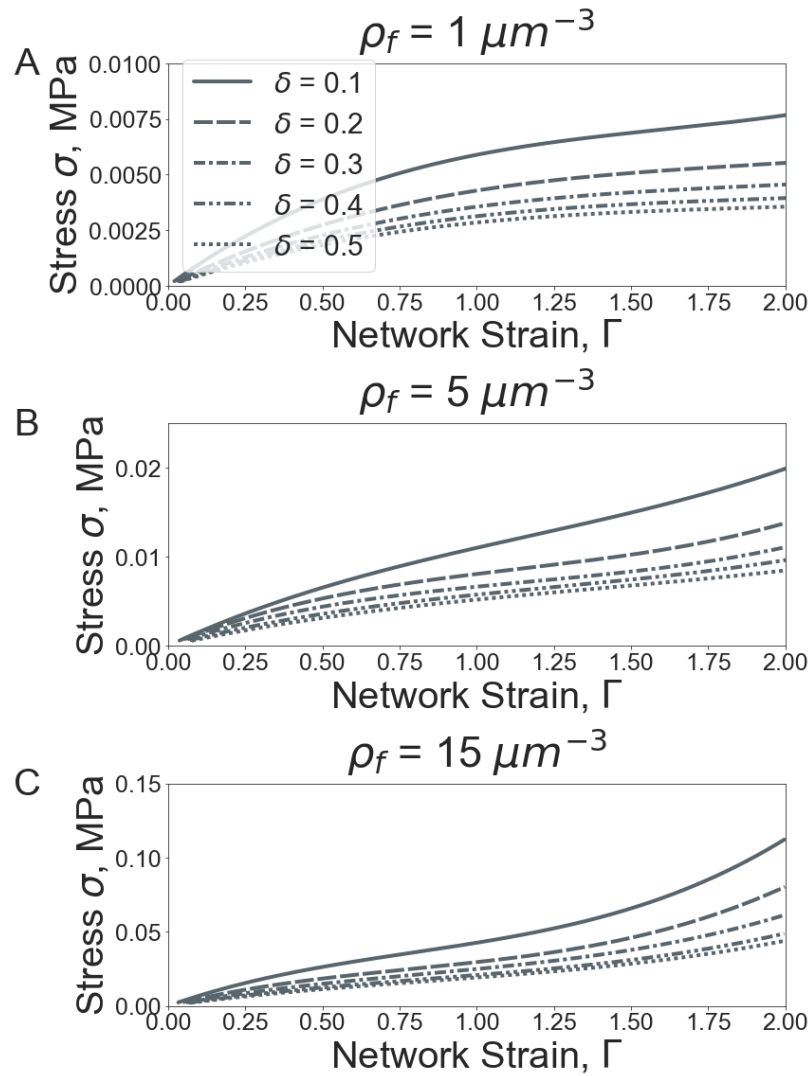 A
ρf = 1 μm−3
Stress σ, MPa
0.0100
0.0075
0.0050
0.0025
0.0000
δ = 0.1
δ = 0.2
δ = 0.3
δ = 0.4
δ = 0.5
0.00 0.25 0.50 0.75 1.00 1.25 1.50 1.75 2.00
Network Strain, Γ
B
ρf = 5 μm−3
Stress σ, MPa
0.02
0.01
0.00
0.00 0.25 0.50 0.75 1.00 1.25 1.50 1.75 2.00
Network Strain, Γ
C
ρf = 15 μm−3
Stress σ, MPa
0.15
0.10
0.05
0.00
0.00 0.25 0.50 0.75 1.00 1.25 1.50 1.75 2.00
Network Strain, Γ